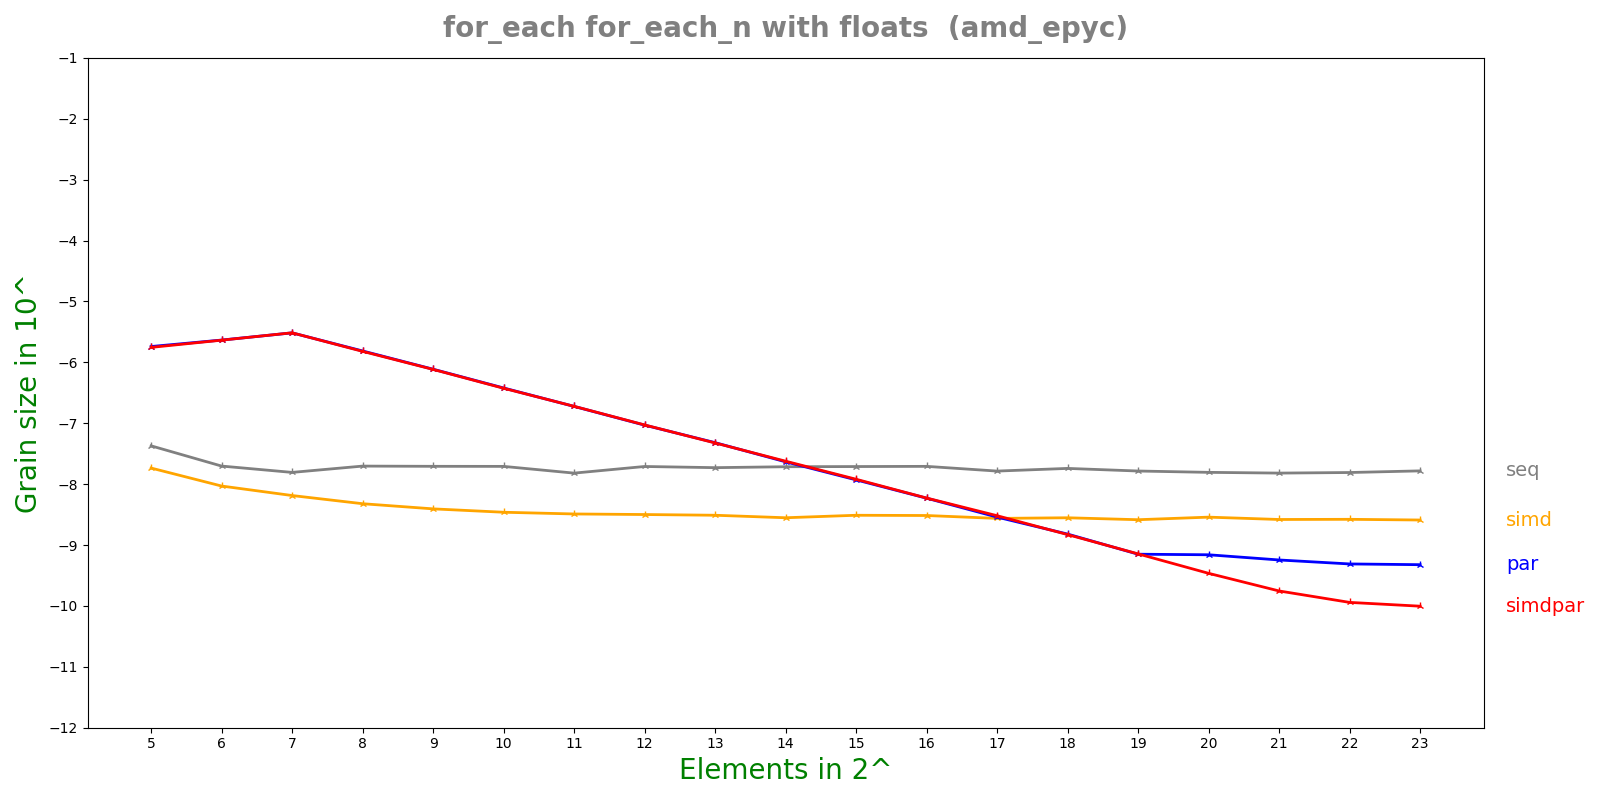 for_each for_each_n with floats  (amd_epyc)
Grain size in 10^
−1
−2
−3
−4
−5
−6
−7
−8
−9
−10
−11
−12
seq
simd
par
simdpar
5 6 7 8 9 10 11 12 13 14 15 16 17 18 19 20 21 22 23
Elements in 2^